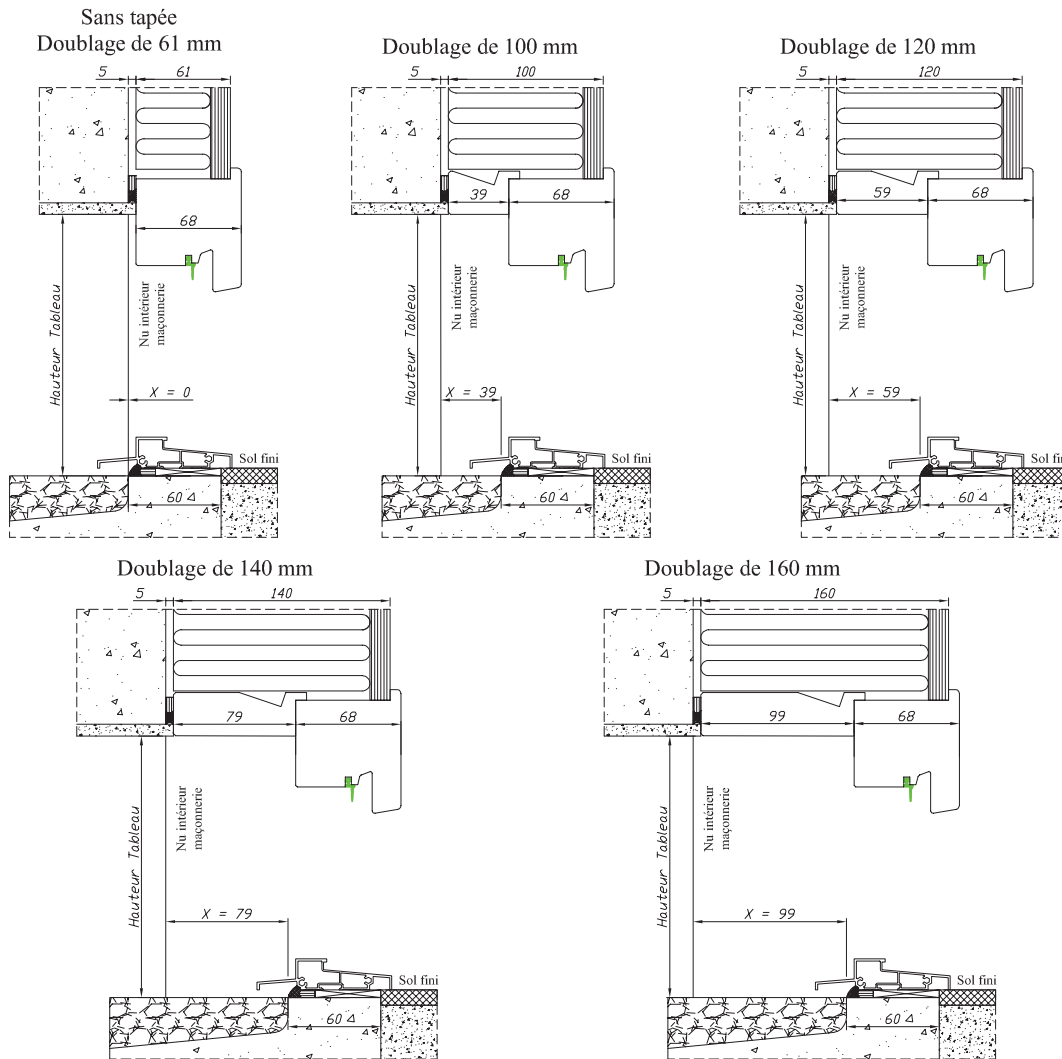 Sans tapée
Doublage de 61 mm
5
61
68
Hauteur Tableau
Nu intérieur
maçonnerie
X = 0
Sol fini
60
Doublage de 100 mm
5
100
39
68
Hauteur Tableau
Nu intérieur
maçonnerie
X = 39
Sol fini
60
Doublage de 120 mm
5
120
59
68
Hauteur Tableau
Nu intérieur
maçonnerie
X = 59
Sol fini
60
Doublage de 140 mm
5
140
79
68
Hauteur Tableau
Nu intérieur
maçonnerie
X = 79
Sol fini
60
Doublage de 160 mm
5
160
99
68
Hauteur Tableau
Nu intérieur
maçonnerie
X = 99
Sol fini
60